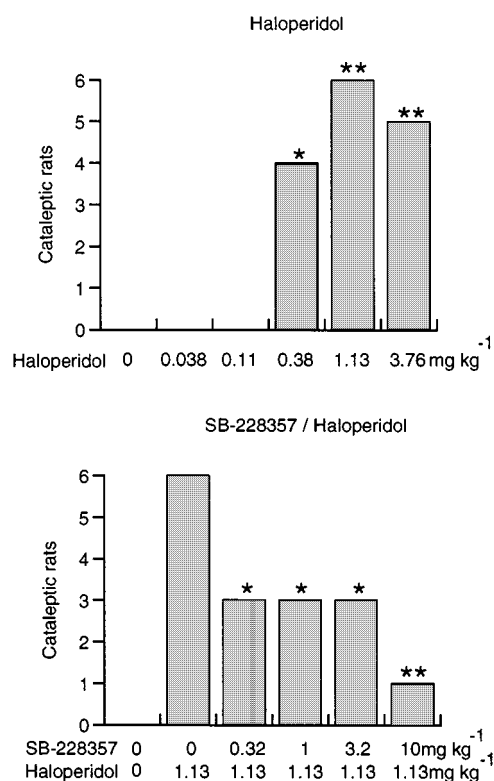 Haloperidol
Cataleptic rats
6
**
5
**
4
*
3
2
1
0
Haloperidol 0 0.038 0.11 0.38 1.13 3.76 mg kg -1
SB-228357 / Haloperidol
Cataleptic rats
6
5
4
3
* * *
2
1
**
0
SB-228357 0 0 0.32 1 3.2 10mg kg -1
Haloperidol 0 1.13 1.13 1.13 1.13 1.13mg kg -1